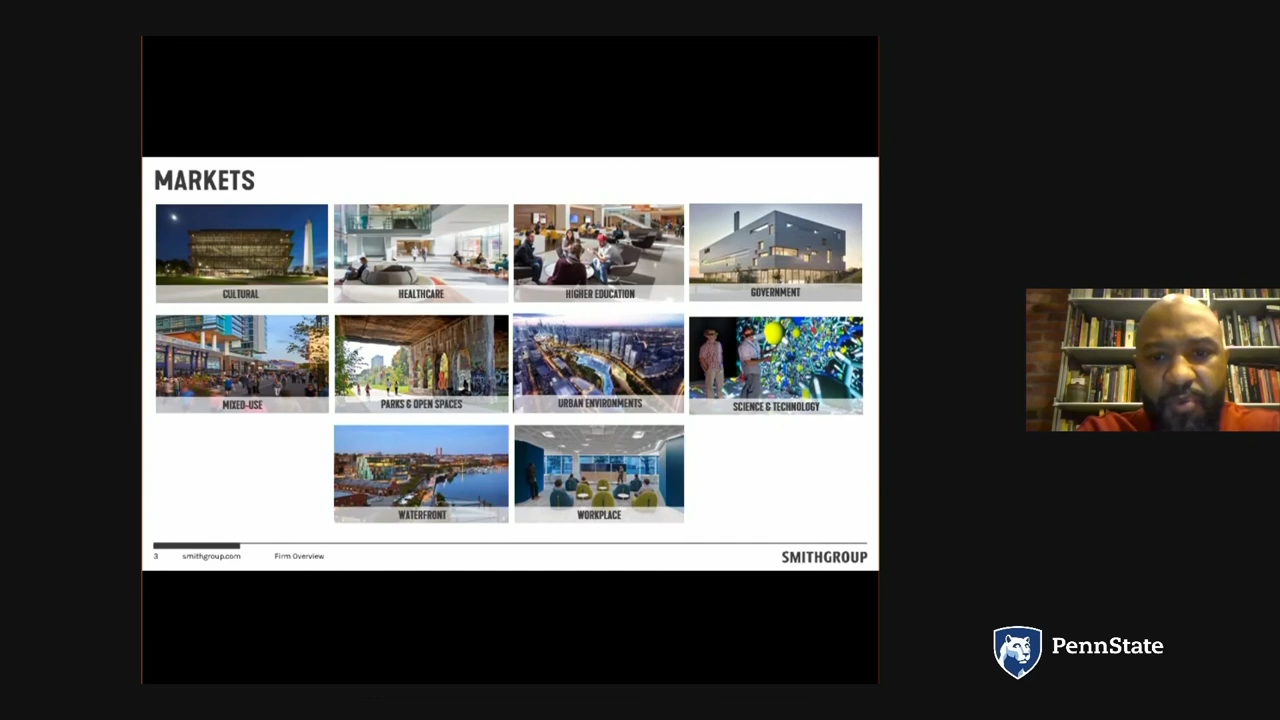 MARKETS
CULTURAL
HEALTHCARE
HIGHER EDUCATION
GOVERNMENT
MIXED-USE
PARKS & OPEN SPACES
URBAN ENVIRONMENTS
SCIENCE & TECHNOLOGY
WATERFRONT
WORKPLACE
3 smithgroup.com Firm Overview SMITHGROUP
PennState